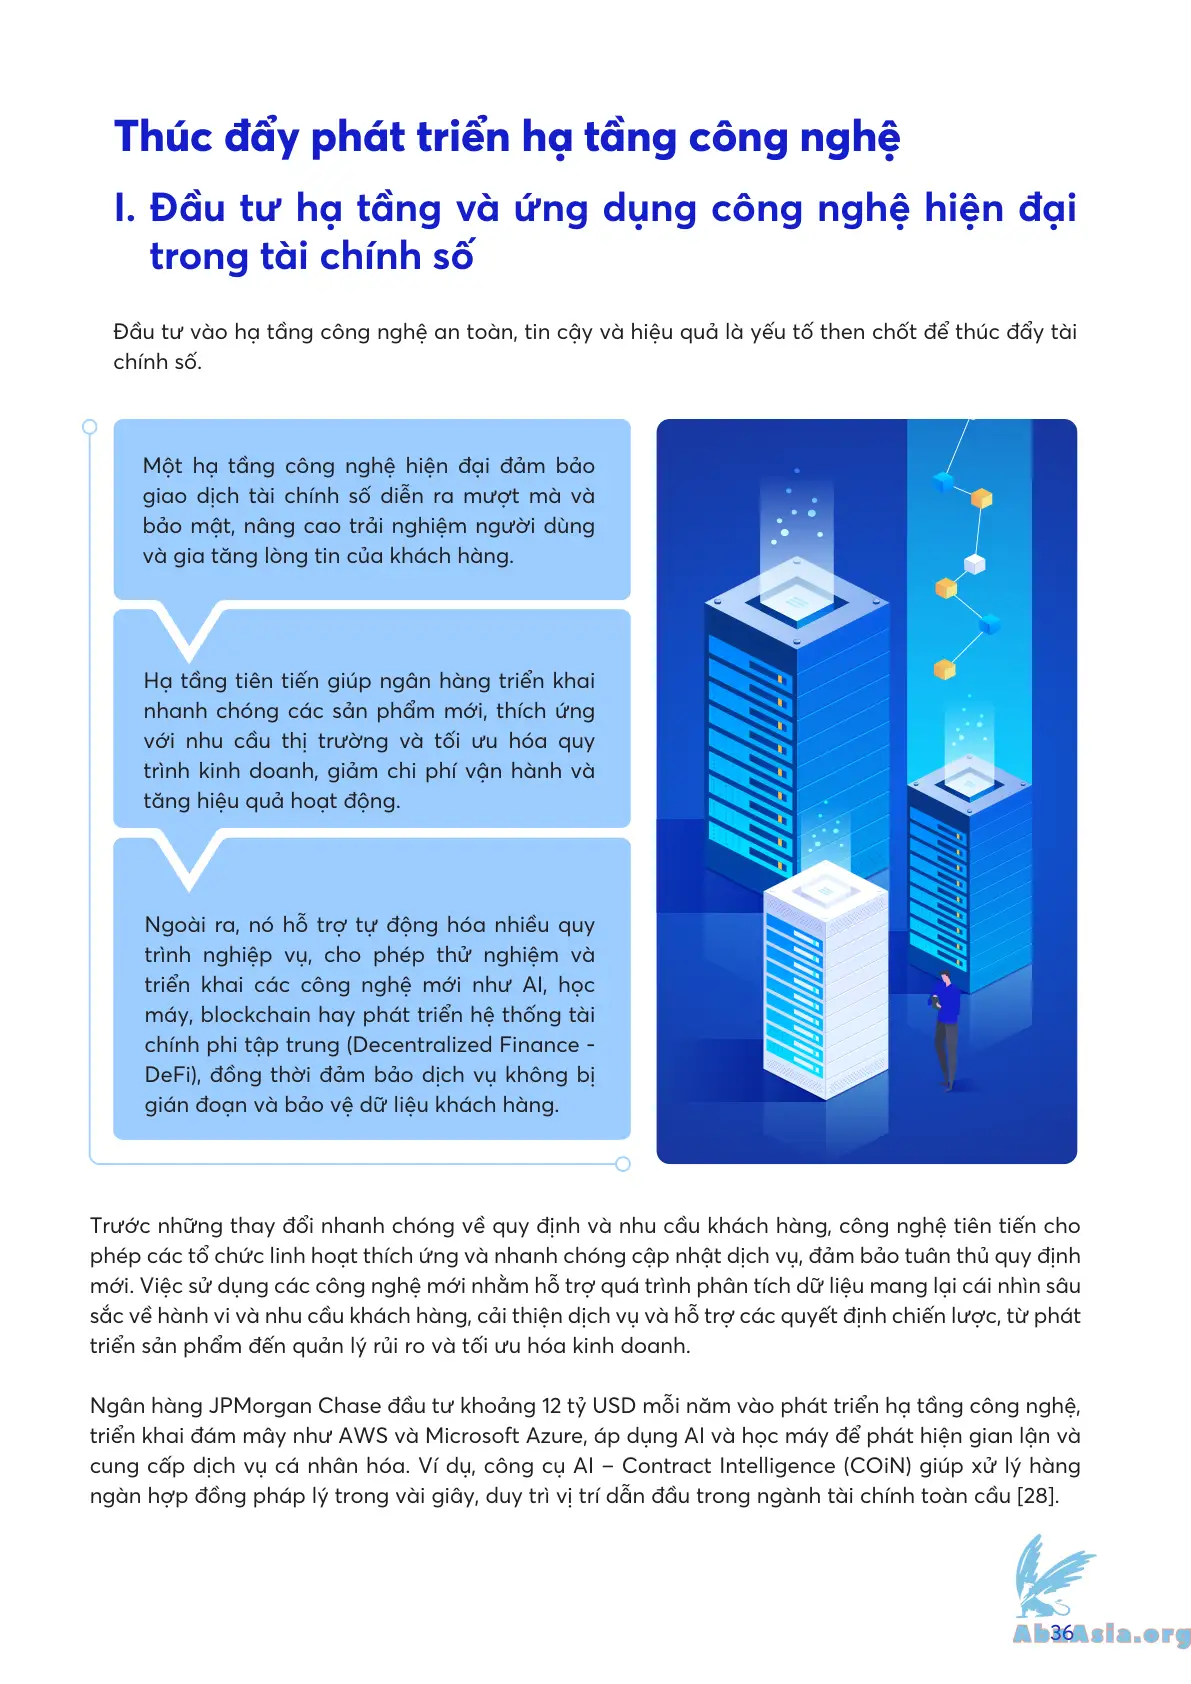 Thúc đẩy phát triển hạ tầng công nghệ
I. Đầu tư hạ tầng và ứng dụng công nghệ hiện đại
trong tài chính số
Đầu tư vào hạ tầng công nghệ an toàn, tin cậy và hiệu quả là yếu tố then chốt để thúc đẩy tài
chính số.
Một hạ tầng công nghệ hiện đại đảm bảo
giao dịch tài chính số diễn ra mượt mà và
bảo mật, nâng cao trải nghiệm người dùng
và gia tăng lòng tin của khách hàng.
Hạ tầng tiên tiến giúp ngân hàng triển khai
nhanh chóng các sản phẩm mới, thích ứng
với nhu cầu thị trường và tối ưu hóa quy
trình kinh doanh, giảm chi phí vận hành và
tăng hiệu quả hoạt động.
Ngoài ra, nó hỗ trợ tự động hóa nhiều quy
trình nghiệp vụ, cho phép thử nghiệm và
triển khai các công nghệ mới như AI, học
máy, blockchain hay phát triển hệ thống tài
chính phi tập trung (Decentralized Finance -
DeFi), đồng thời đảm bảo dịch vụ không bị
gián đoạn và bảo vệ dữ liệu khách hàng.
Trước những thay đổi nhanh chóng về quy định và nhu cầu khách hàng, công nghệ tiên tiến cho
phép các tổ chức linh hoạt thích ứng và nhanh chóng cập nhật dịch vụ, đảm bảo tuân thủ quy định
mới. Việc sử dụng các công nghệ mới nhằm hỗ trợ quá trình phân tích dữ liệu mang lại cái nhìn sâu
sắc về hành vi và nhu cầu khách hàng, cải thiện dịch vụ và hỗ trợ các quyết định chiến lược, từ phát
triển sản phẩm đến quản lý rủi ro và tối ưu hóa kinh doanh.
Ngân hàng JPMorgan Chase đầu tư khoảng 12 tỷ USD mỗi năm vào phát triển hạ tầng công nghệ,
triển khai đám mây như AWS và Microsoft Azure, áp dụng AI và học máy để phát hiện gian lận và
cung cấp dịch vụ cá nhân hóa. Ví dụ, công cụ AI – Contract Intelligence (COiN) giúp xử lý hàng
ngàn hợp đồng pháp lý trong vài giây, duy trì vị trí dẫn đầu trong ngành tài chính toàn cầu [28].
36